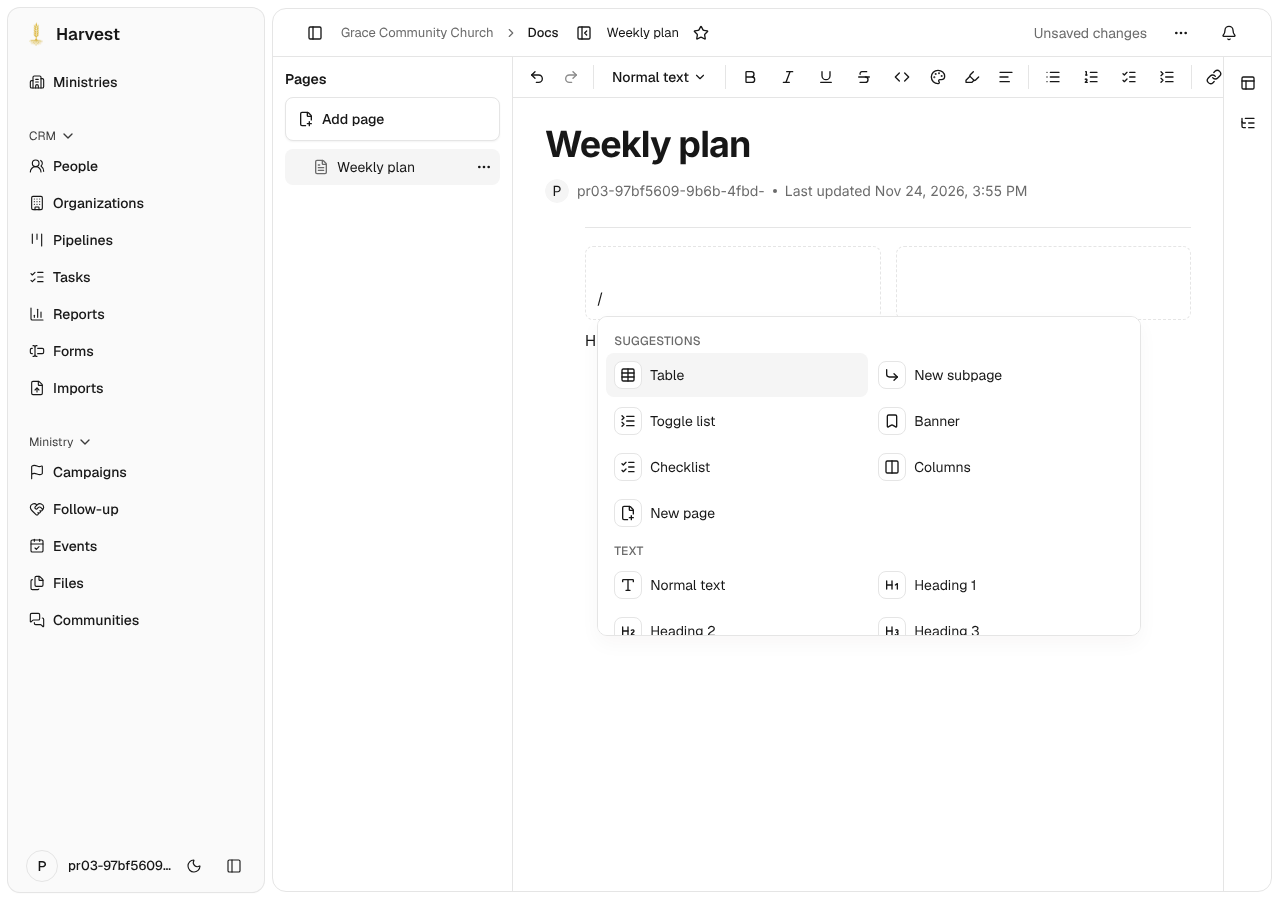 Harvest
Ministries
CRM
People
Organizations
Pipelines
Tasks
Reports
Forms
Imports
Ministry
Campaigns
Follow-up
Events
Files
Communities
P pr03-97bf5609...
Grace Community Church > Docs Weekly plan
Unsaved changes
Pages
Add page
Weekly plan
Normal text
Weekly plan
P pr03-97bf5609-9b6b-4fbd- • Last updated Nov 24, 2026, 3:55 PM
/
H
SUGGESTIONS
Table New subpage
Toggle list Banner
Checklist Columns
New page
TEXT
Normal text H1 Heading 1
H2 Heading 2 H3 Heading 3